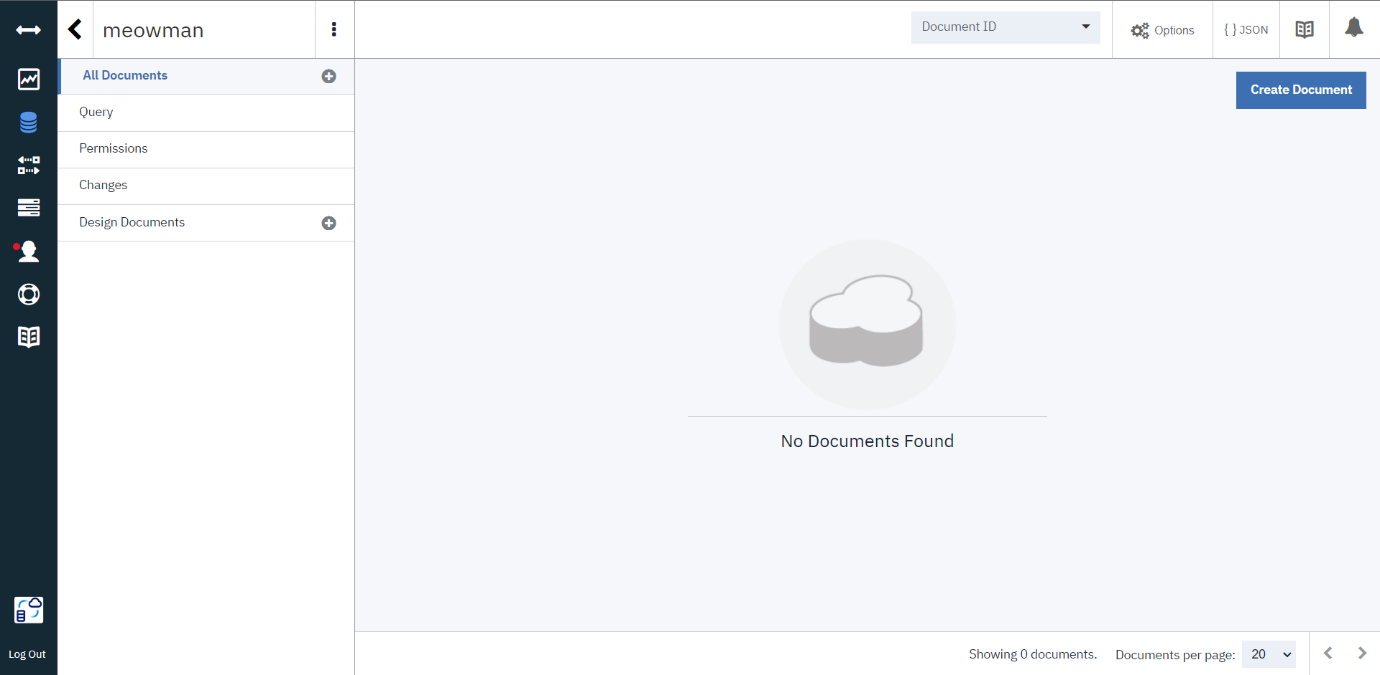 meowman
Document ID
Options
{ } JSON
All Documents
Create Document
Query
Permissions
Changes
Design Documents
No Documents Found
Log Out
Showing 0 documents.
Documents per page: 20